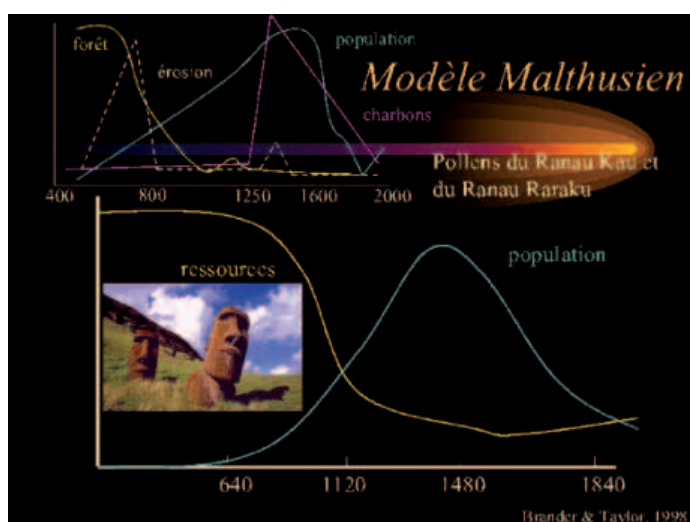 forêt
population
érosion
Modèle Malthusien
charbons
Pollens du Ranau Kau et
du Ranau Raraku
400 800 1250 1600 2000
ressources
population
640 1120 1480 1840
Brander & Taylor, 1998